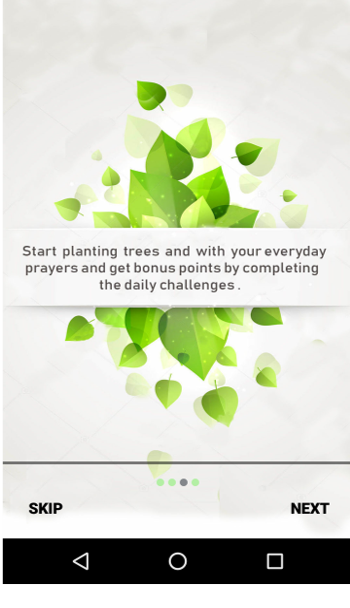 Start planting trees and with your everyday
prayers and get bonus points by completing
the daily challenges .
SKIP NEXT